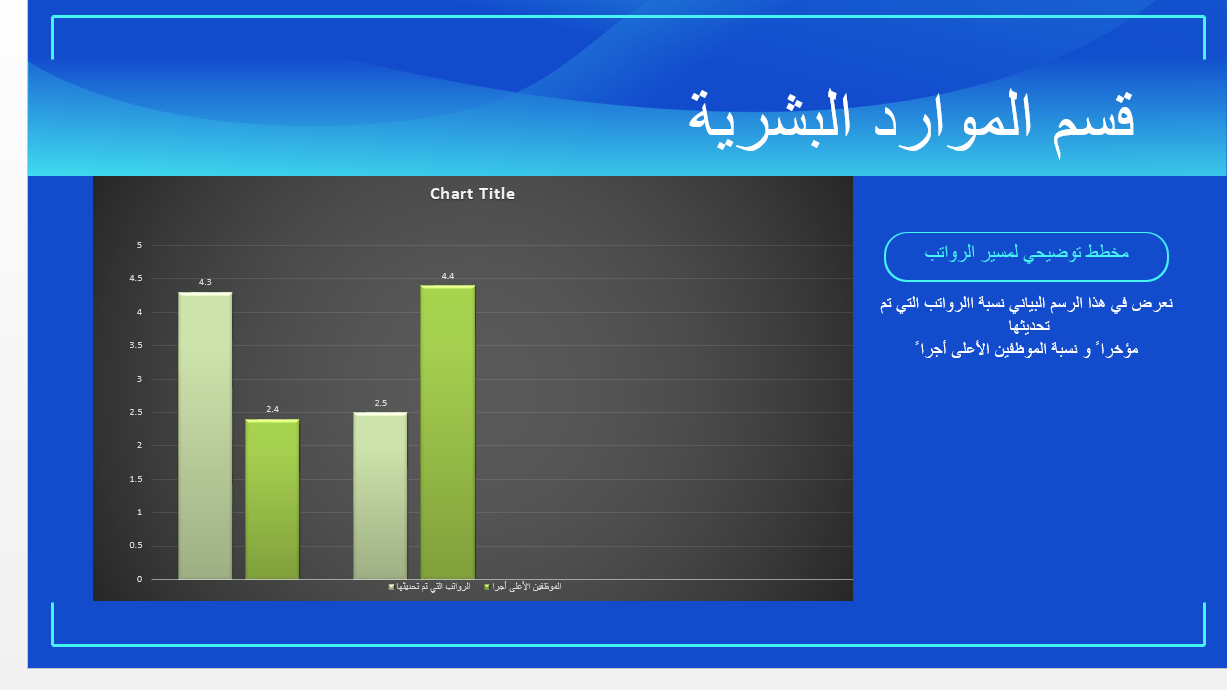 قسم الموارد البشرية
مخطط توضيحي لمسير الرواتب
نعرض في هذا الرسم البياني نسبة االرواتب التي تم
تحديثها
مؤخرا ً و نسبة الموظفين الأعلى أجرا ً
Chart Title
5
4.5
4
3.5
3
2.5
2
1.5
1
0.5
0
4.3
2.4
2.5
4.4
الرواتب التي تم تحديثها
الموظفين الأعلى أجرا